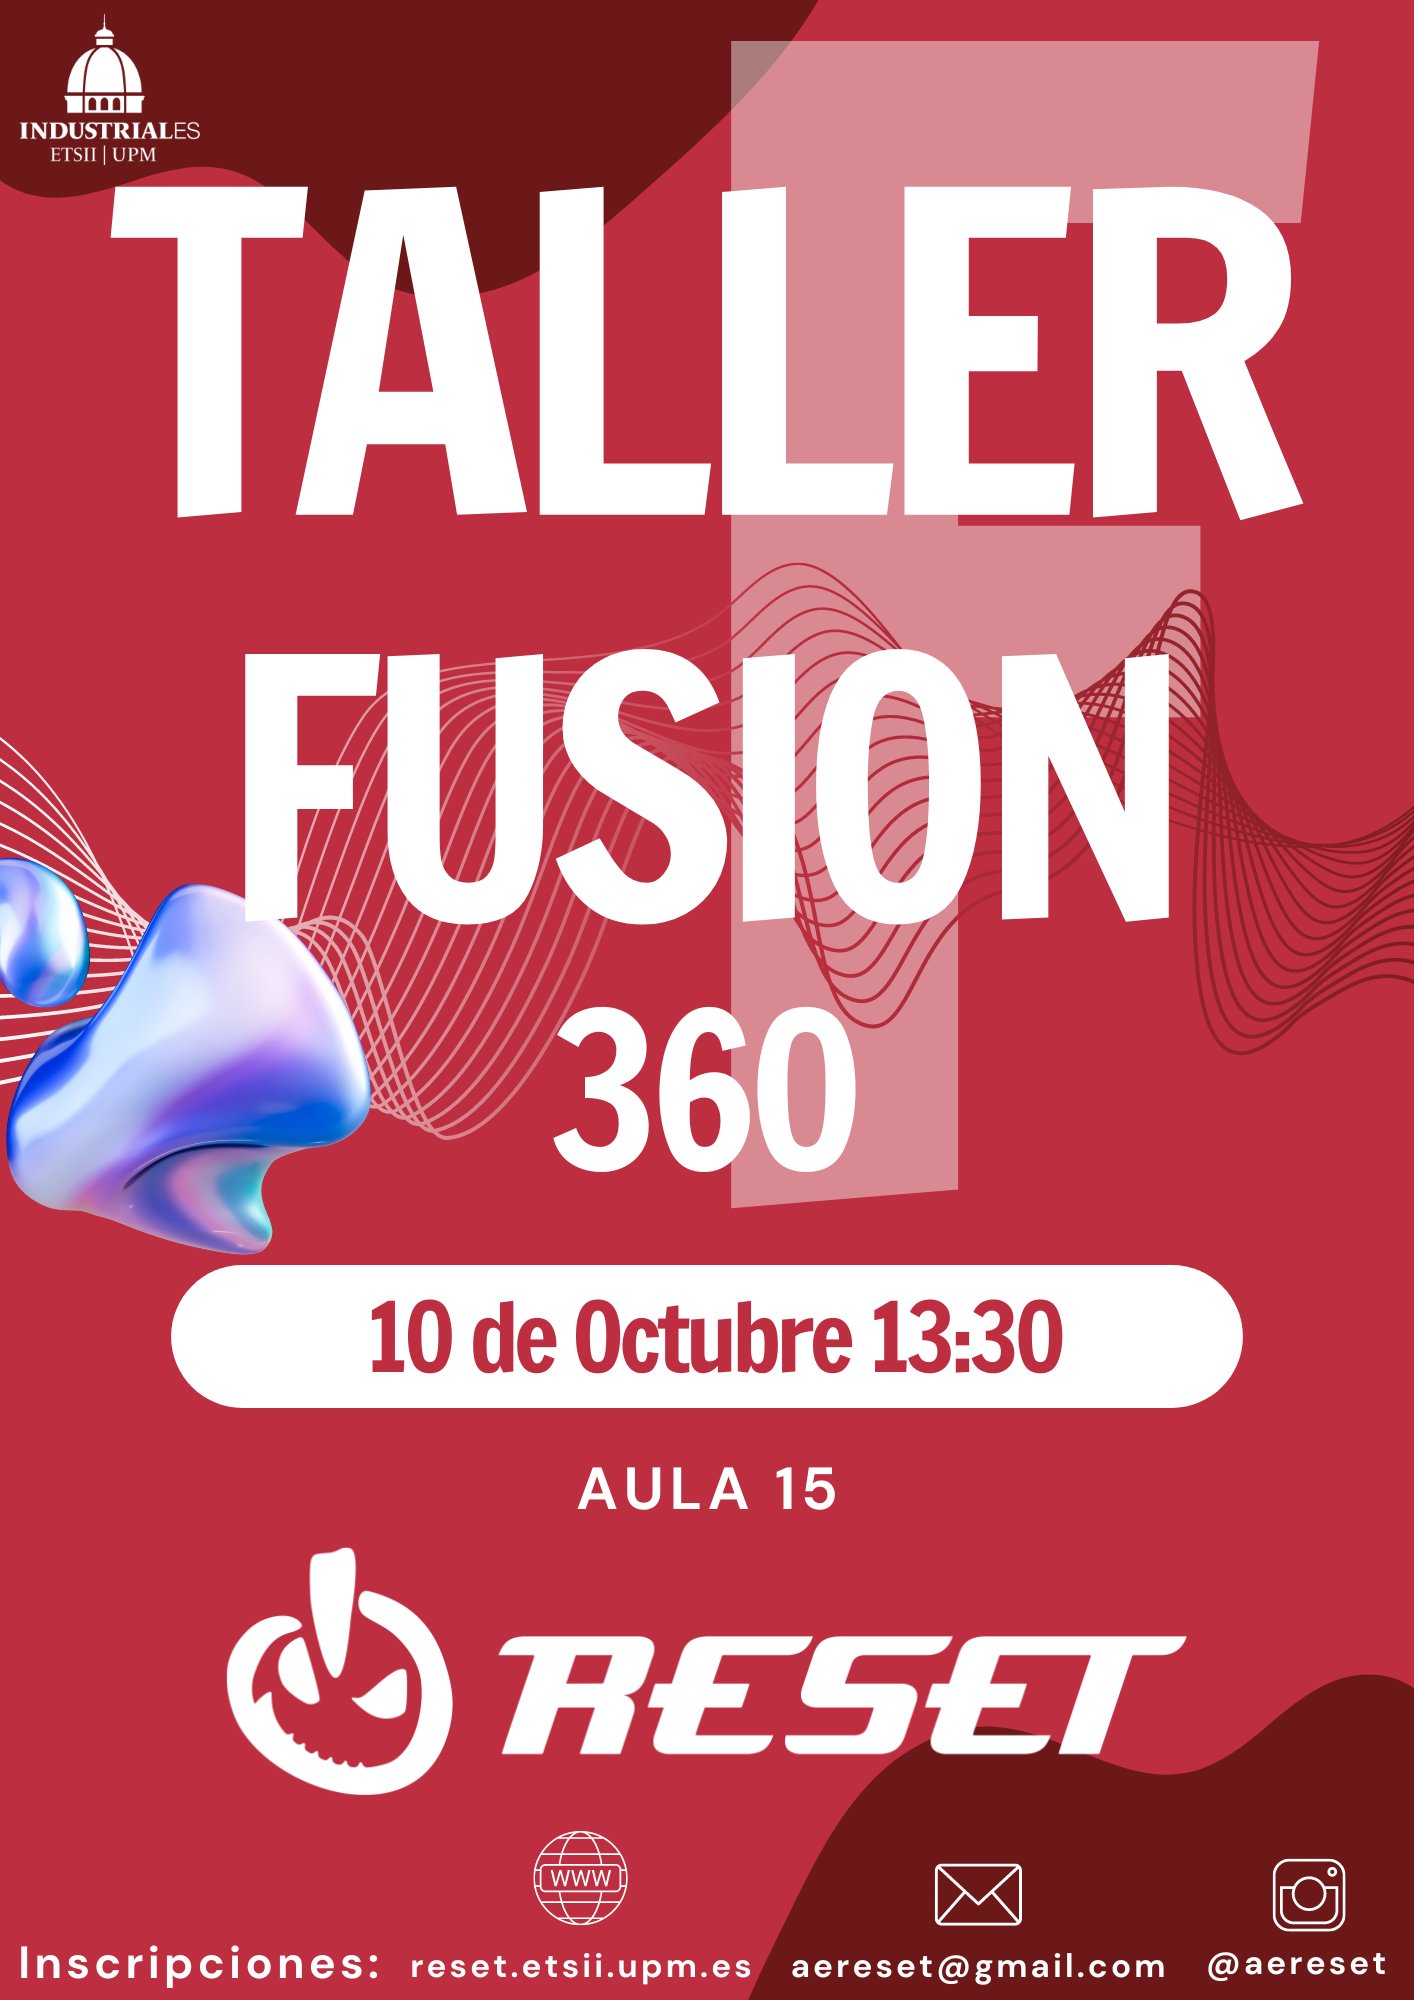 INDUSTRIALES
ETSII | UPM
TALLER
FUSION
360
10 de Octubre 13:30
AULA 15
RESET
WWW
Inscripciones: reset.etsii.upm.es aereset@gmail.com @aereset